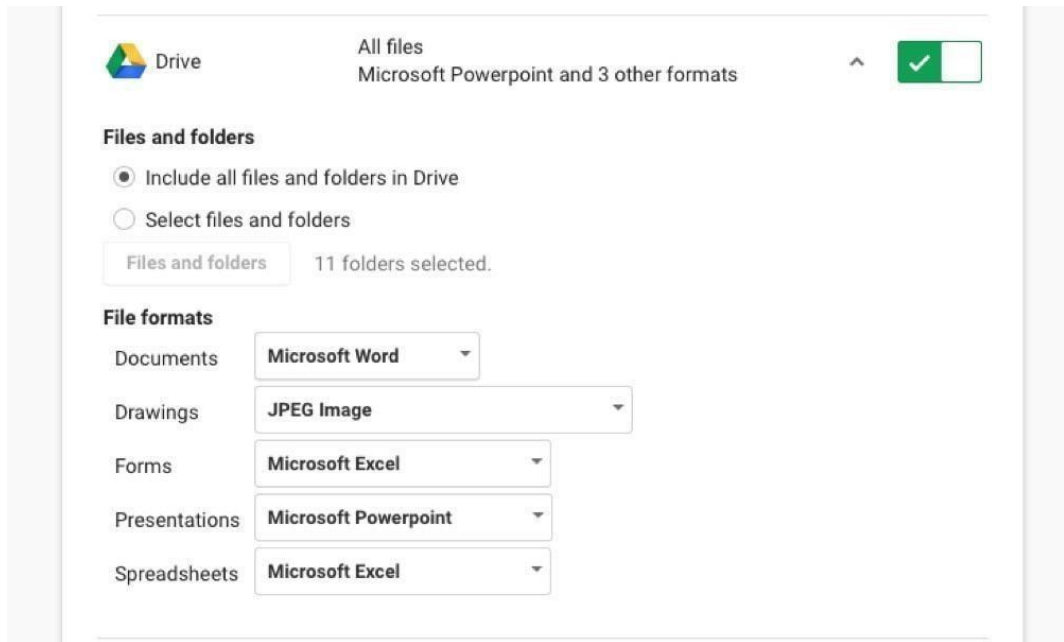 Drive
All files
Microsoft Powerpoint and 3 other formats
Files and folders
Include all files and folders in Drive
Select files and folders
Files and folders 11 folders selected.
File formats
Documents Microsoft Word
Drawings JPEG Image
Forms Microsoft Excel
Presentations Microsoft Powerpoint
Spreadsheets Microsoft Excel